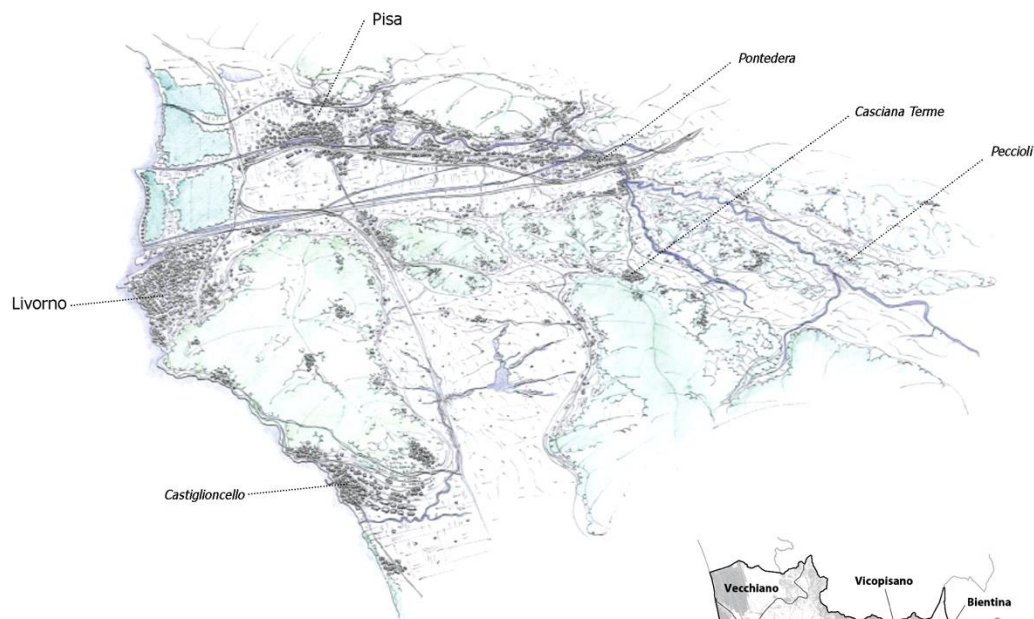 Pisa
Pontedera
Casciana Terme
Peccioli
Livorno
Castiglioncello
Vecchiano
Vicopisano
Bientina